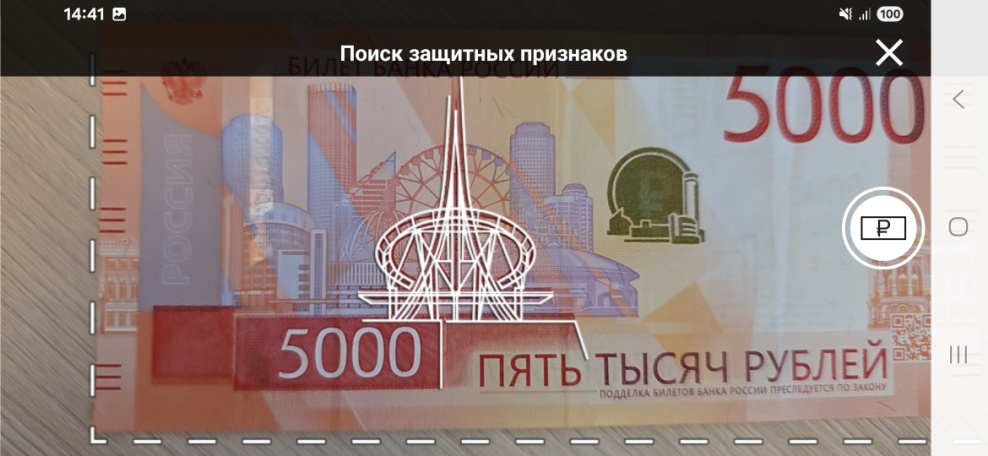 14:41
100
Поиск защитных признаков
БИЛЕТ БАНКА РОССИИ
5000
РОССИЯ
₽
5000
ПЯТЬ ТЫСЯЧ РУБЛЕЙ
ПОДДЕЛКА БИЛЕТОВ БАНКА РОССИИ ПРЕСЛЕДУЕТСЯ ПО ЗАКОНУ